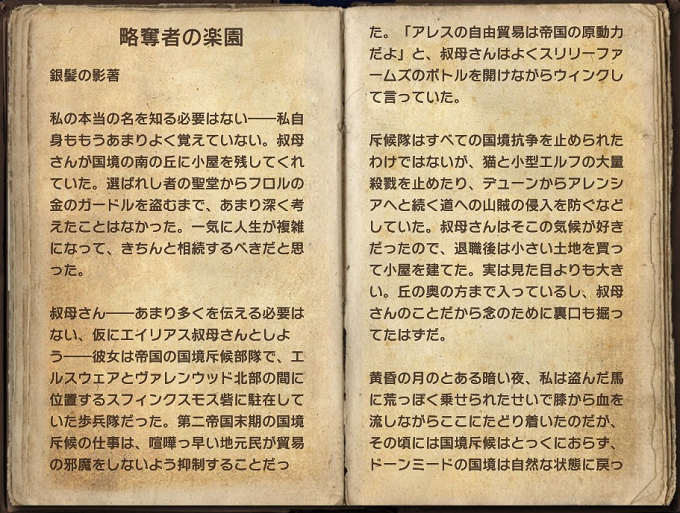 略奪者の楽園
銀髪の影著
私の本当の名を知る必要はない――私自
身ももうあまりよく覚えていない。叔母
さんが国境の南の丘に小屋を残してくれ
ていた。選ばれし者の聖堂からフロルの
金のガードルを盗むまで、あまり深く考
えたことはなかった。一気に人生が複雑
になって、きちんと相続するべきだと思
った。
叔母さん――あまり多くを伝える必要は
ない、仮にエイリアス叔母さんとしよ
う――彼女は帝国の国境斥候部隊で、エ
ルスウェアとヴァレンウッド北部の間に
位置するスフィンクスモス砦に駐在して
いた歩兵隊だった。第二帝国末期の国境
斥候の仕事は、喧嘩っ早い地元民が貿易
の邪魔をしないよう抑制することだっ
た。「アレスの自由貿易は帝国の原動力
だよ」と、叔母さんはよくスリリーファ
ームズのボトルを開けながらウィンクし
て言っていた。
斥候隊はすべての国境抗争を止められた
わけではないが、猫と小型エルフの大量
殺戮を止めたり、デューンからアレンシ
アへと続く道への山賊の侵入を防ぐなど
していた。叔母さんはそこの気候が好き
だったので、退職後は小さい土地を買っ
て小屋を建てた。実は見た目よりも大き
い。丘の奥の方まで入っているし、叔母
さんのことだから念のために裏口も掘っ
てたはずだ。
黄昏の月のとある暗い夜、私は盗んだ馬
に荒っぽく乗せられたせいで膝から血を
流しながらここにたどり着いたのだが、
その頃には国境斥候はとっくにおらず、
ドーンミードの国境は自然な状態に戻っ